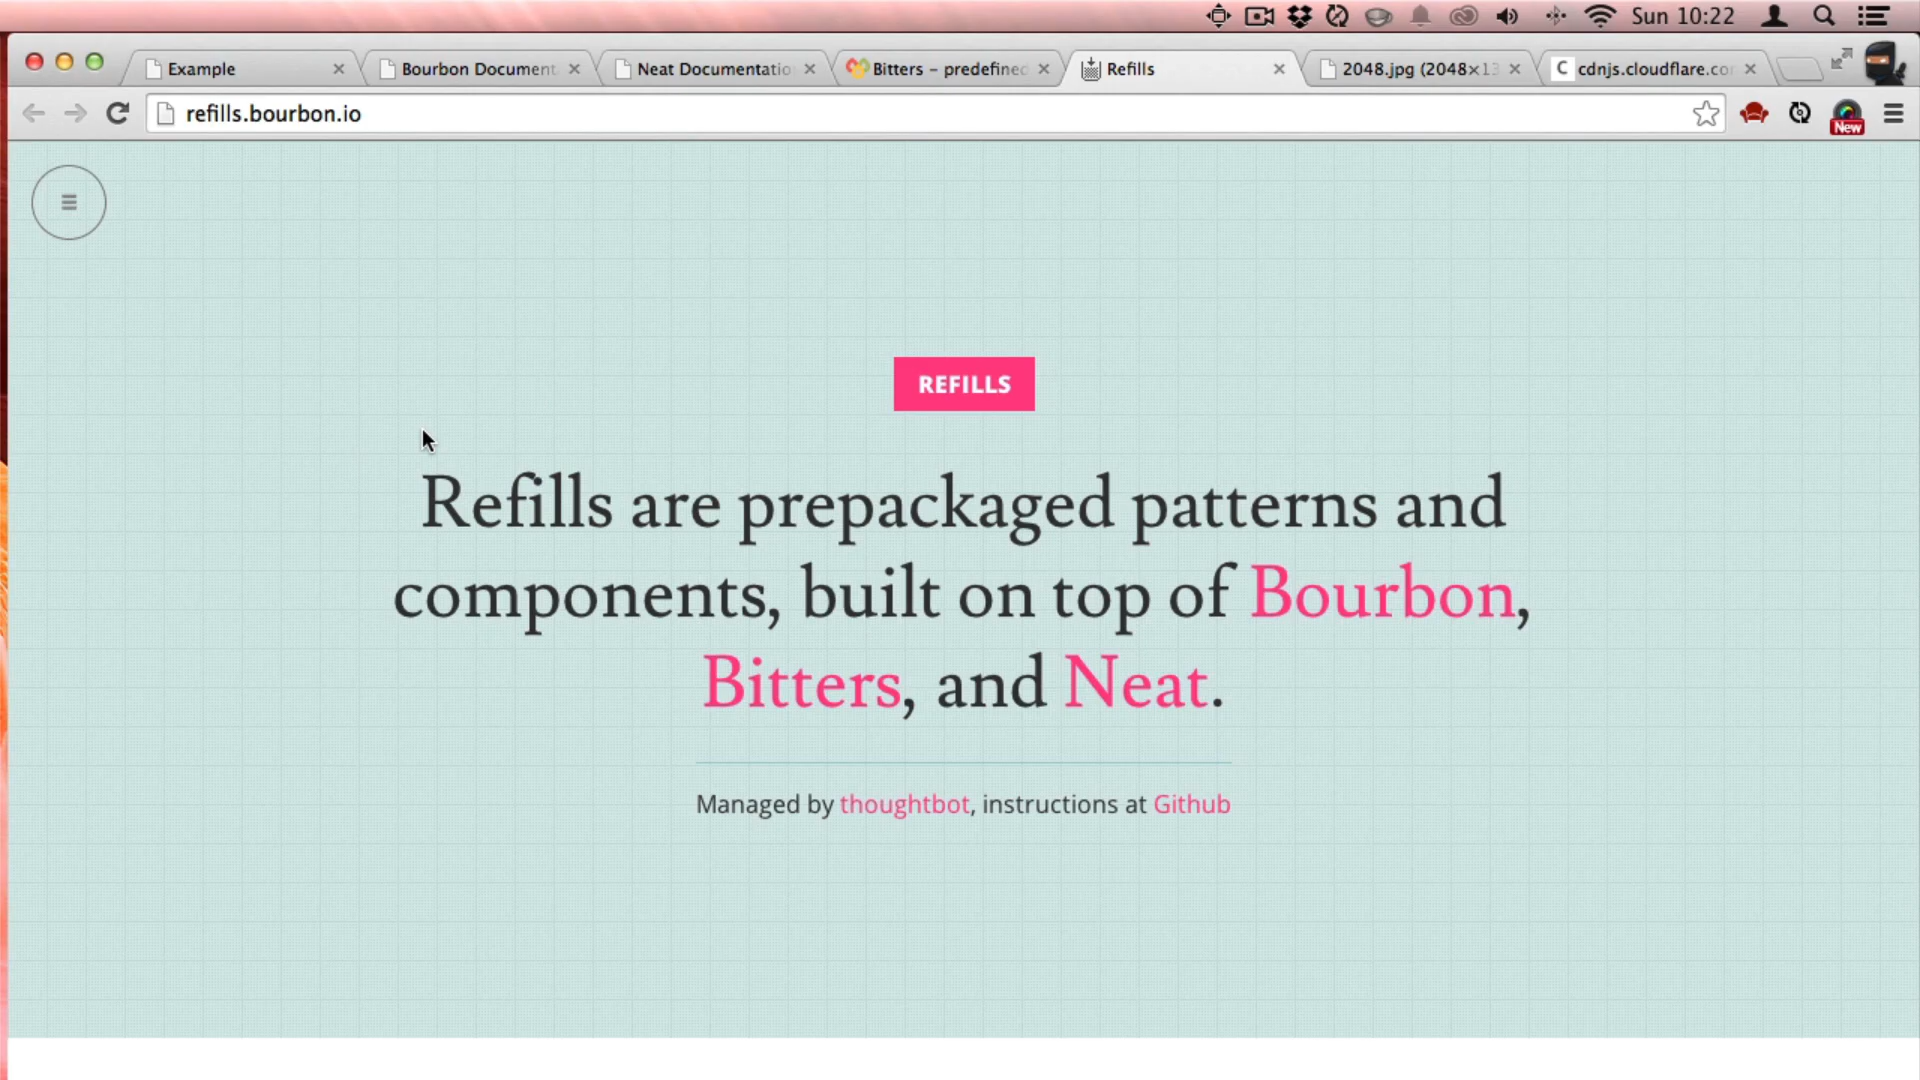 Sun 10:22
Example
Bourbon Document
Neat Documentatio
Bitters – predefined
Refills
2048.jpg (2048×13
C cdnjs.cloudflare.co
refills.bourbon.io
New
REFILLS
Refills are prepackaged patterns and
components, built on top of Bourbon,
Bitters, and Neat.
Managed by thoughtbot, instructions at Github